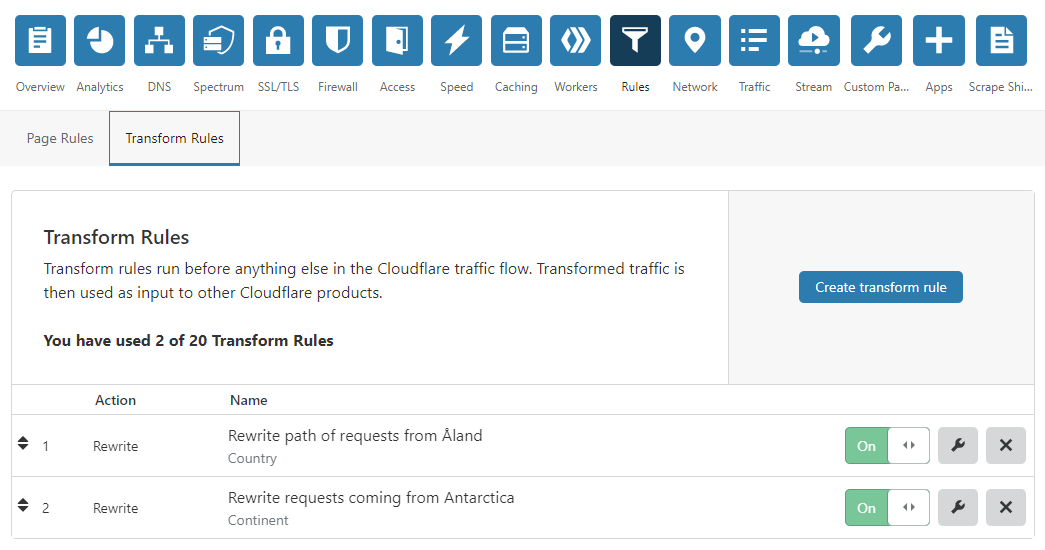 Overview Analytics DNS Spectrum SSL/TLS Firewall Access Speed Caching Workers Rules Network Traffic Stream Custom Pa... Apps Scrape Shi...
Page Rules Transform Rules
Transform Rules
Transform rules run before anything else in the Cloudflare traffic flow. Transformed traffic is
then used as input to other Cloudflare products.
Create transform rule
You have used 2 of 20 Transform Rules
Action Name
1 Rewrite Rewrite path of requests from Åland On
Country
2 Rewrite Rewrite requests coming from Antarctica On
Continent